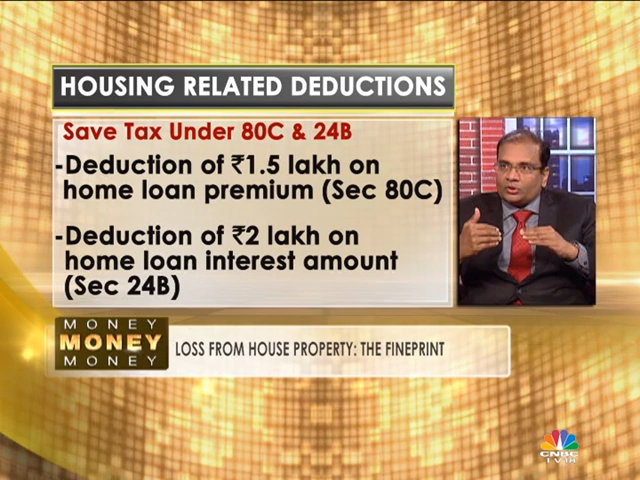 HOUSING RELATED DEDUCTIONS
Save Tax Under 80C & 24B
-Deduction of ₹1.5 lakh on
home loan premium (Sec 80C)
-Deduction of ₹2 lakh on
home loan interest amount
(Sec 24B)
MONEY
MONEY
MONEY
LOSS FROM HOUSE PROPERTY: THE FINEPRINT
CNBC
TV18